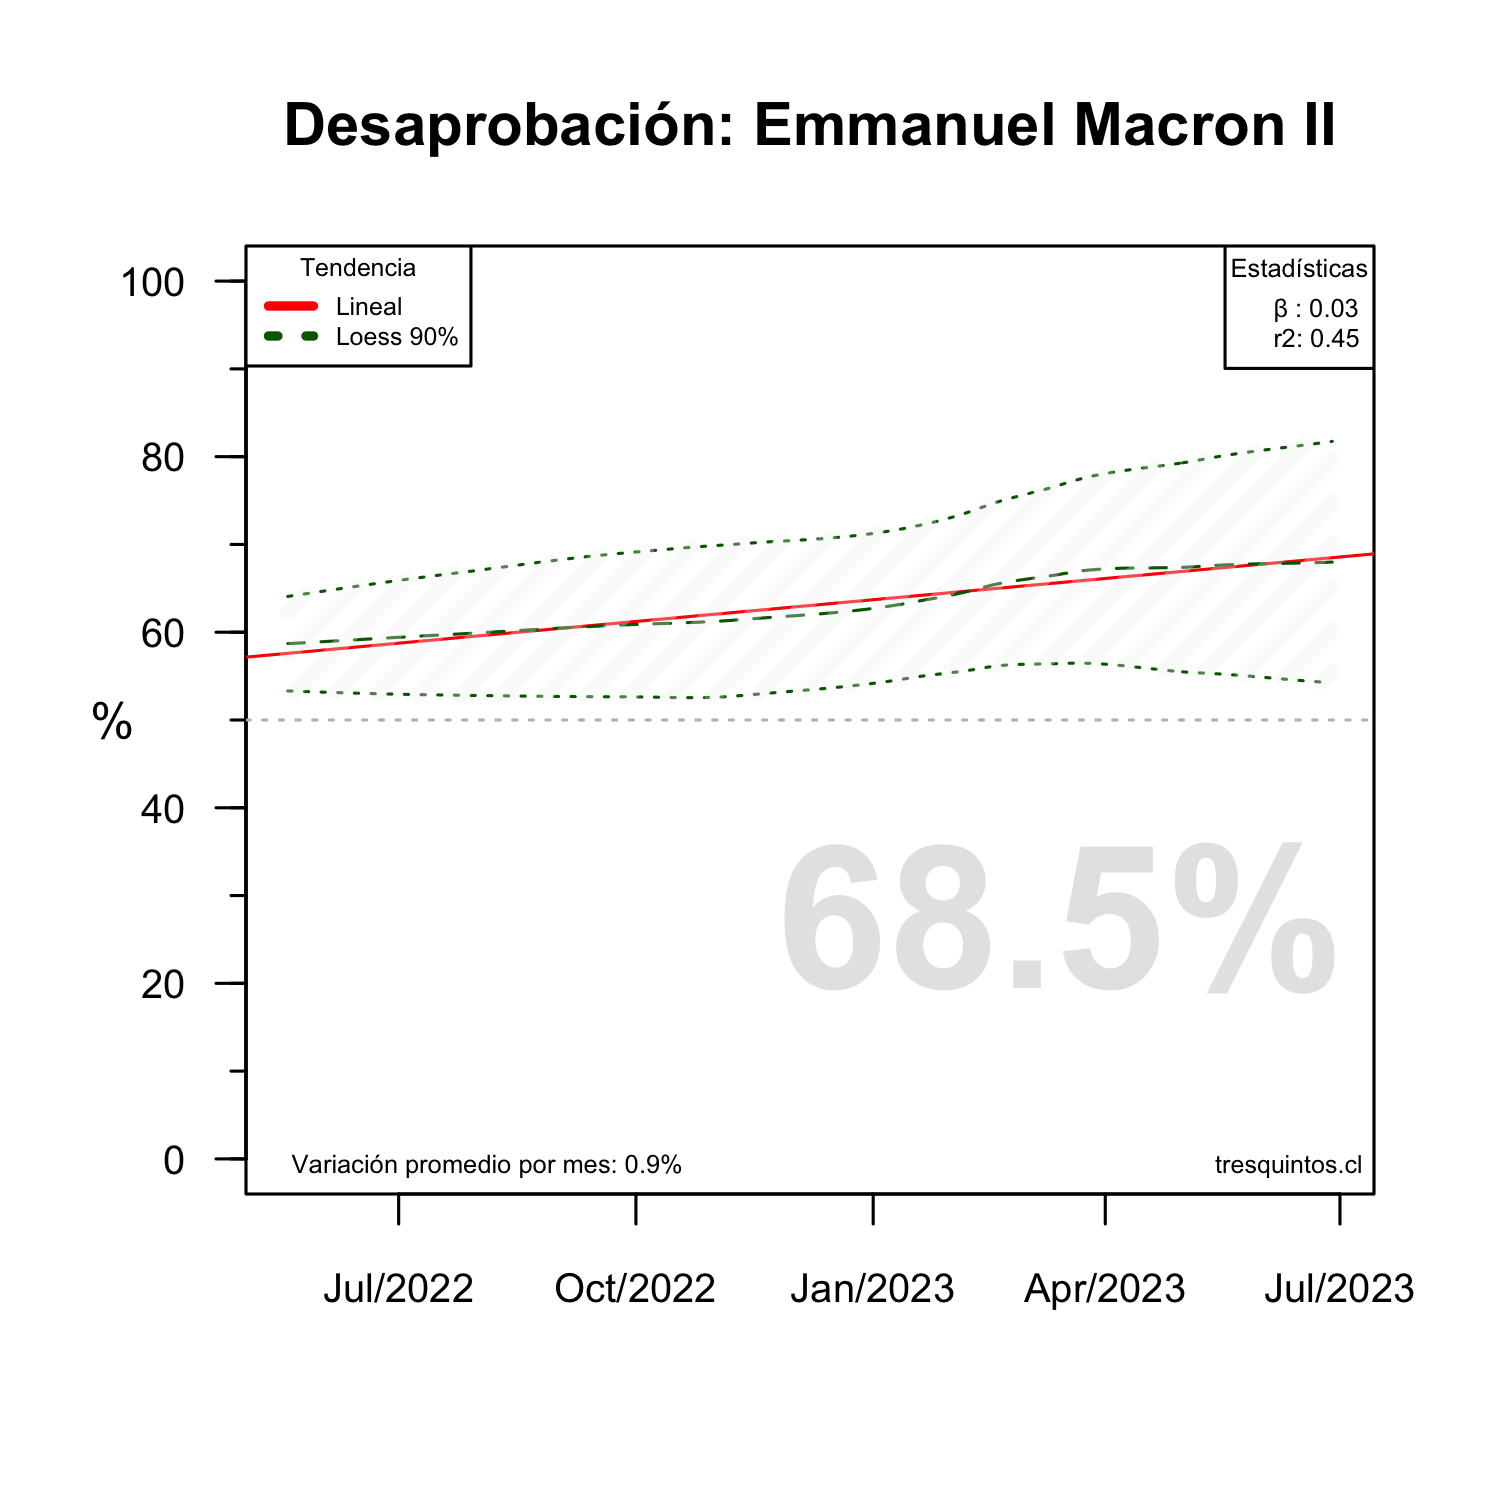 Desaprobación: Emmanuel Macron II
Tendencia
Lineal
Loess 90%
Estadísticas
β : 0.03
r2: 0.45
100
80
60
%
40
20
0
68.5%
Variación promedio por mes: 0.9%
tresquintos.cl
Jul/2022
Oct/2022
Jan/2023
Apr/2023
Jul/2023